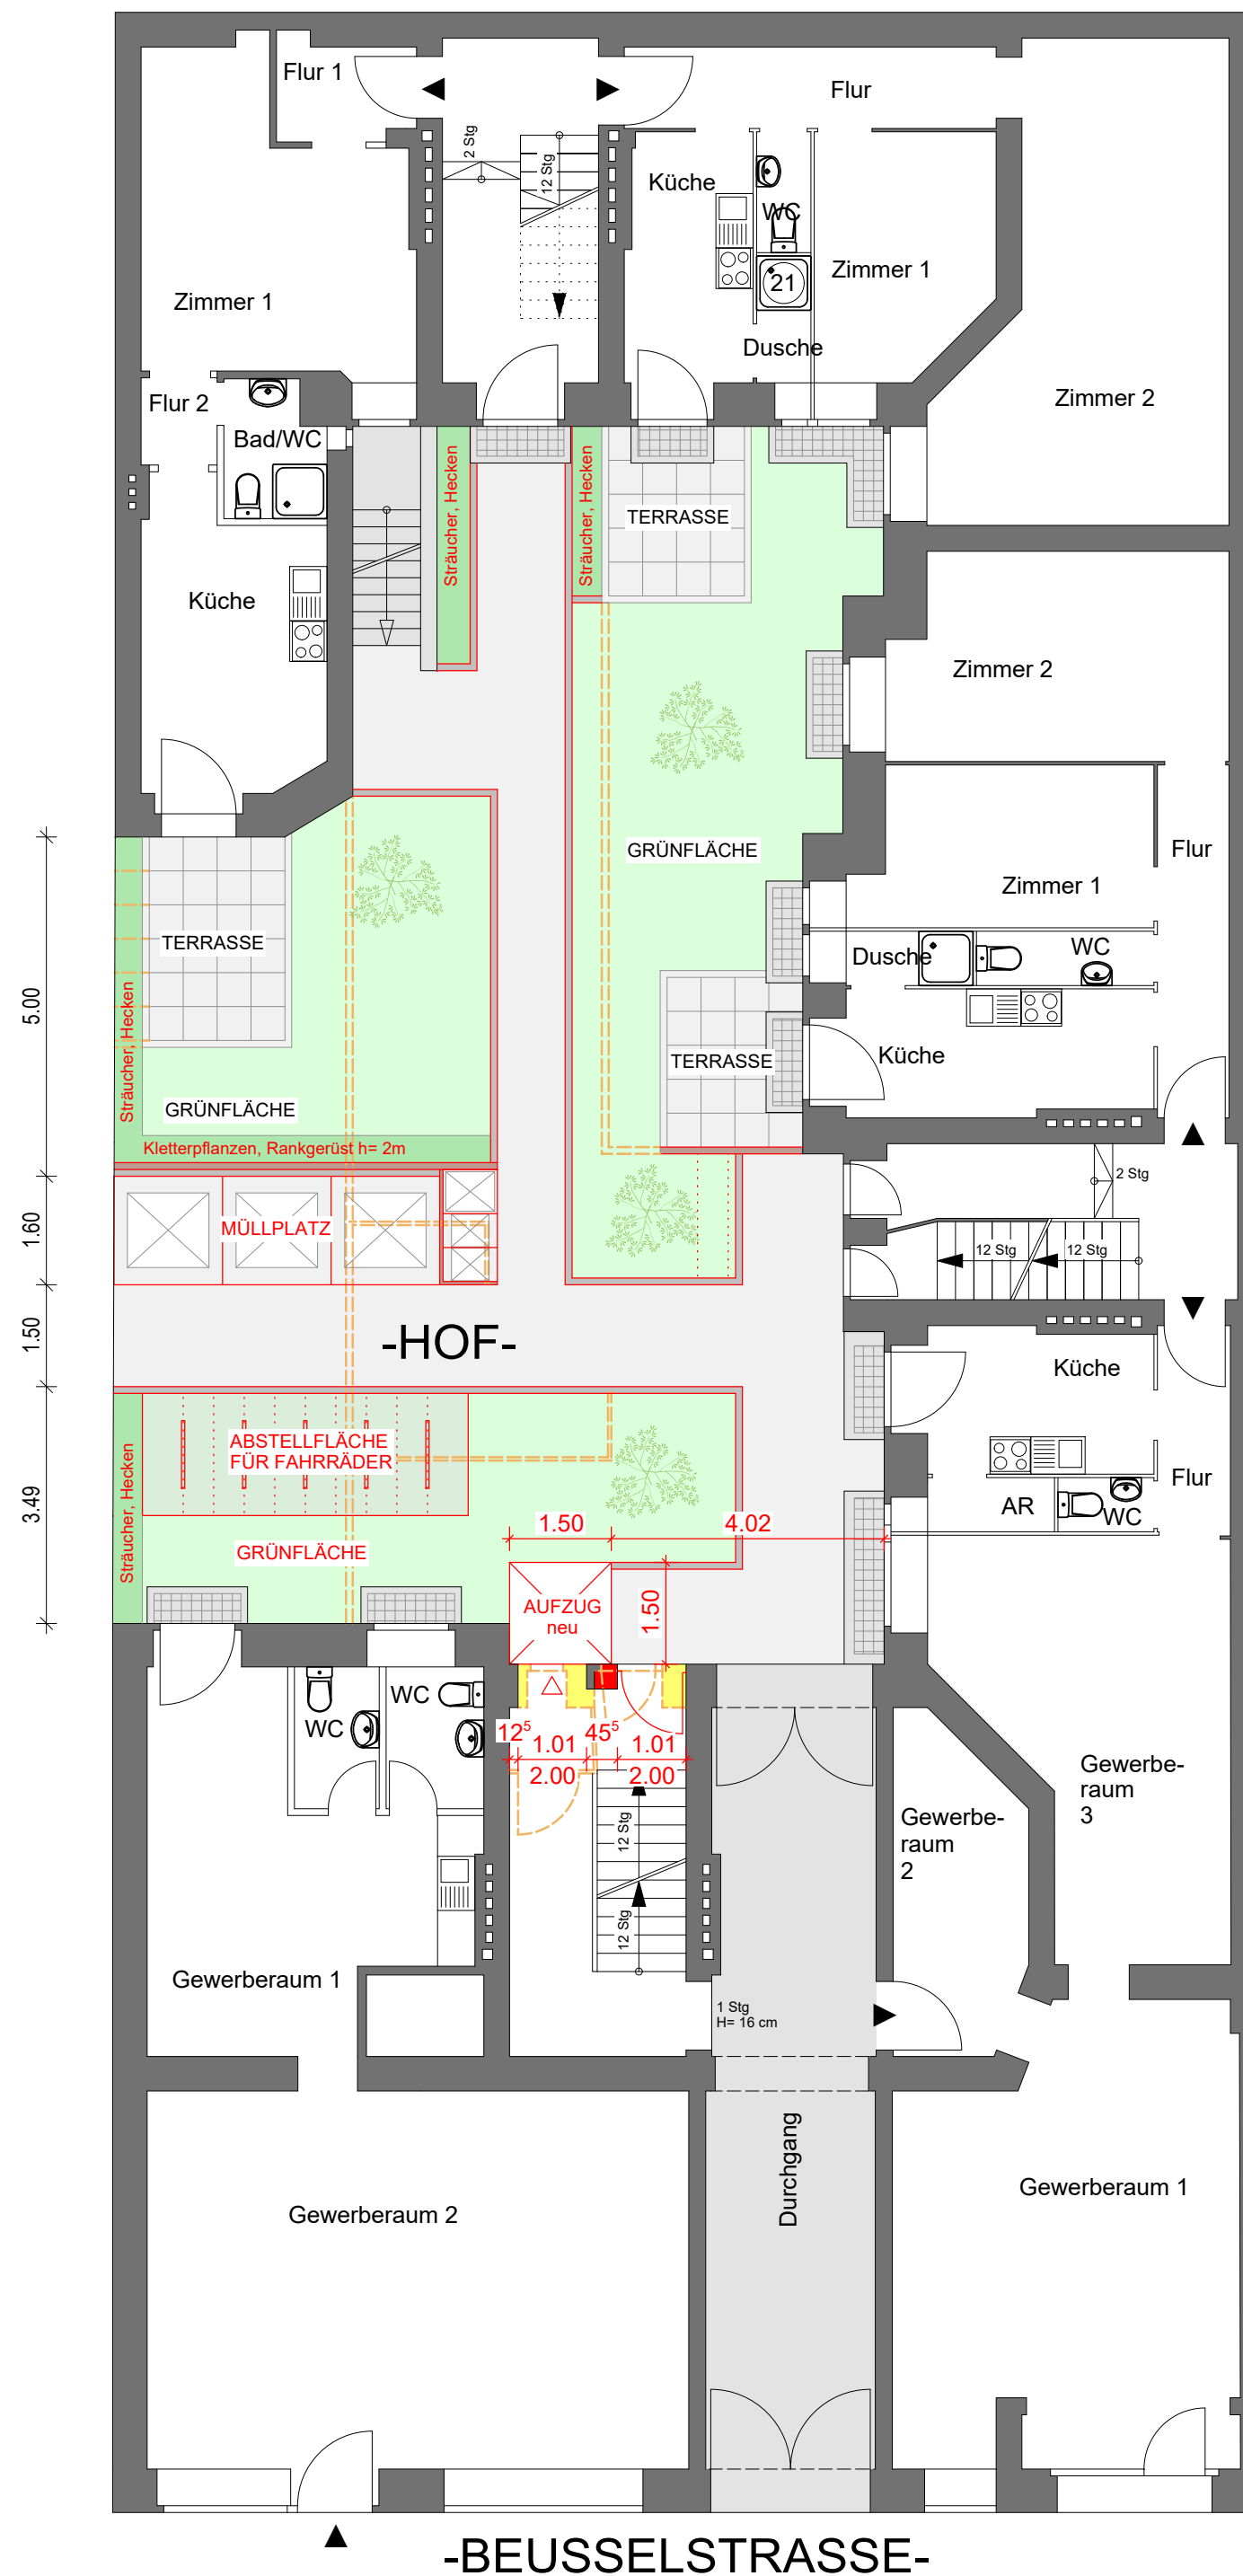 Flur 1
Flur
2 Stg
12 Stg
Küche
WC
21
Zimmer 1
Zimmer 1
Dusche
Zimmer 2
Flur 2
Bad/WC
Sträucher, Hecken
Sträucher, Hecken
TERRASSE
Küche
Zimmer 2
GRÜNFLÄCHE
Flur
Zimmer 1
TERRASSE
Dusche
WC
5.00
Sträucher, Hecken
TERRASSE
Küche
GRÜNFLÄCHE
Kletterpflanzen, Rankgerüst h= 2m
2 Stg
1.60
MÜLLPLATZ
12 Stg
12 Stg
1.50
-HOF-
Küche
ABSTELLFLÄCHE
FÜR FAHRRÄDER
Sträucher, Hecken
3.49
Flur
AR
WC
1.50
4.02
GRÜNFLÄCHE
AUFZUG
neu
1.50
WC
WC
12⁵
1.01
2.00
45⁵
1.01
2.00
Gewerbe-
raum
3
Gewerbe-
raum
2
12 Stg
12 Stg
Gewerberaum 1
1 Stg
H= 16 cm
Durchgang
Gewerberaum 1
Gewerberaum 2
-BEUSSELSTRASSE-